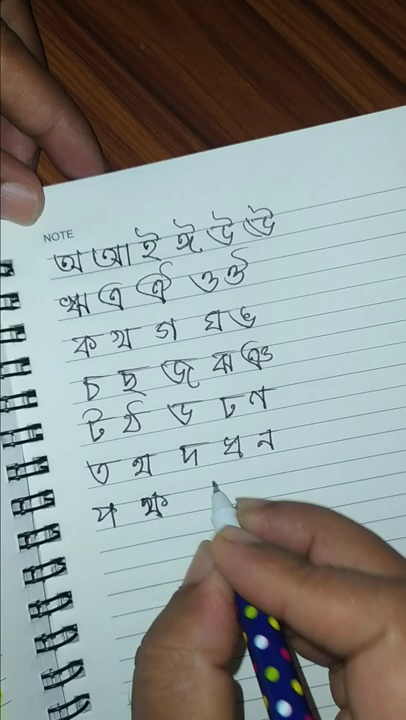 NOTE
অ আ ই ঈ উ ঊ
ঋ এ ঐ ও ঔ
ক খ গ ঘ ঙ
চ ছ জ ঝ ঞ
ট ঠ ড ঢ ণ
ত থ দ ধ ন
প ফ